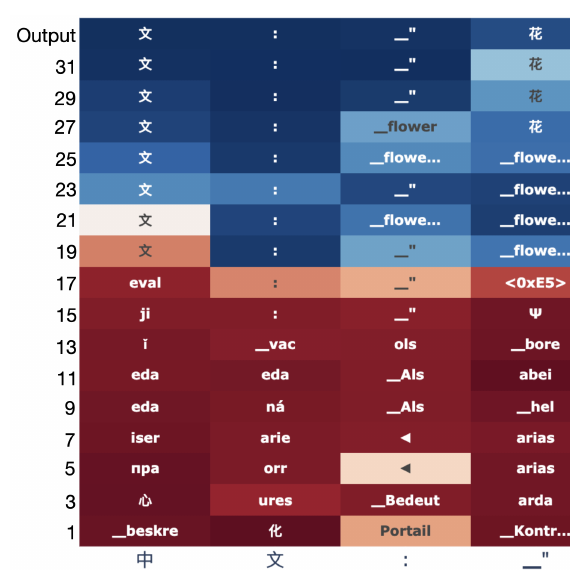 Output 文 : __" 花
31 文 : __" 花
29 文 : __" 花
27 文 : __flower 花
25 文 : __flowe... __flowe...
23 文 : __" __flowe...
21 文 : __flowe... __flowe...
19 文 : __" __flowe...
17 eval : __" <0xE5>
15 ji : __" Ψ
13 ĭ __vac ols __bore
11 eda eda __Als abei
9 eda ná __Als __hel
7 iser arie ◄ arias
5 пра orr ◄ arias
3 心 ures __Bedeut arda
1 __beskre 化 Portail __Kontr...
中 文 : __"